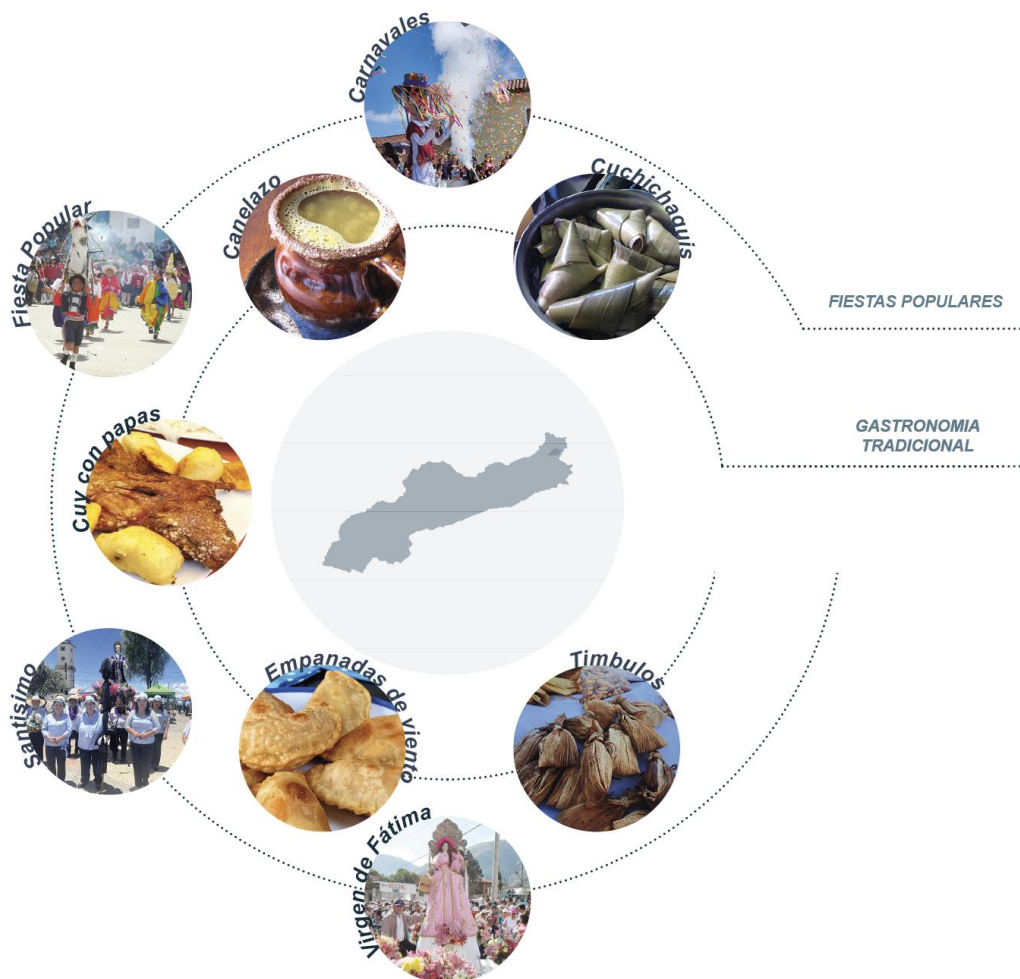 Carnavales
Canelazo
Cuchichaquis
Fiesta Popular
FIESTAS POPULARES
Cuy con papas
GASTRONOMIA
TRADICIONAL
Santisimo
Empanadas de viento
Timbulos
Virgen de Fátima